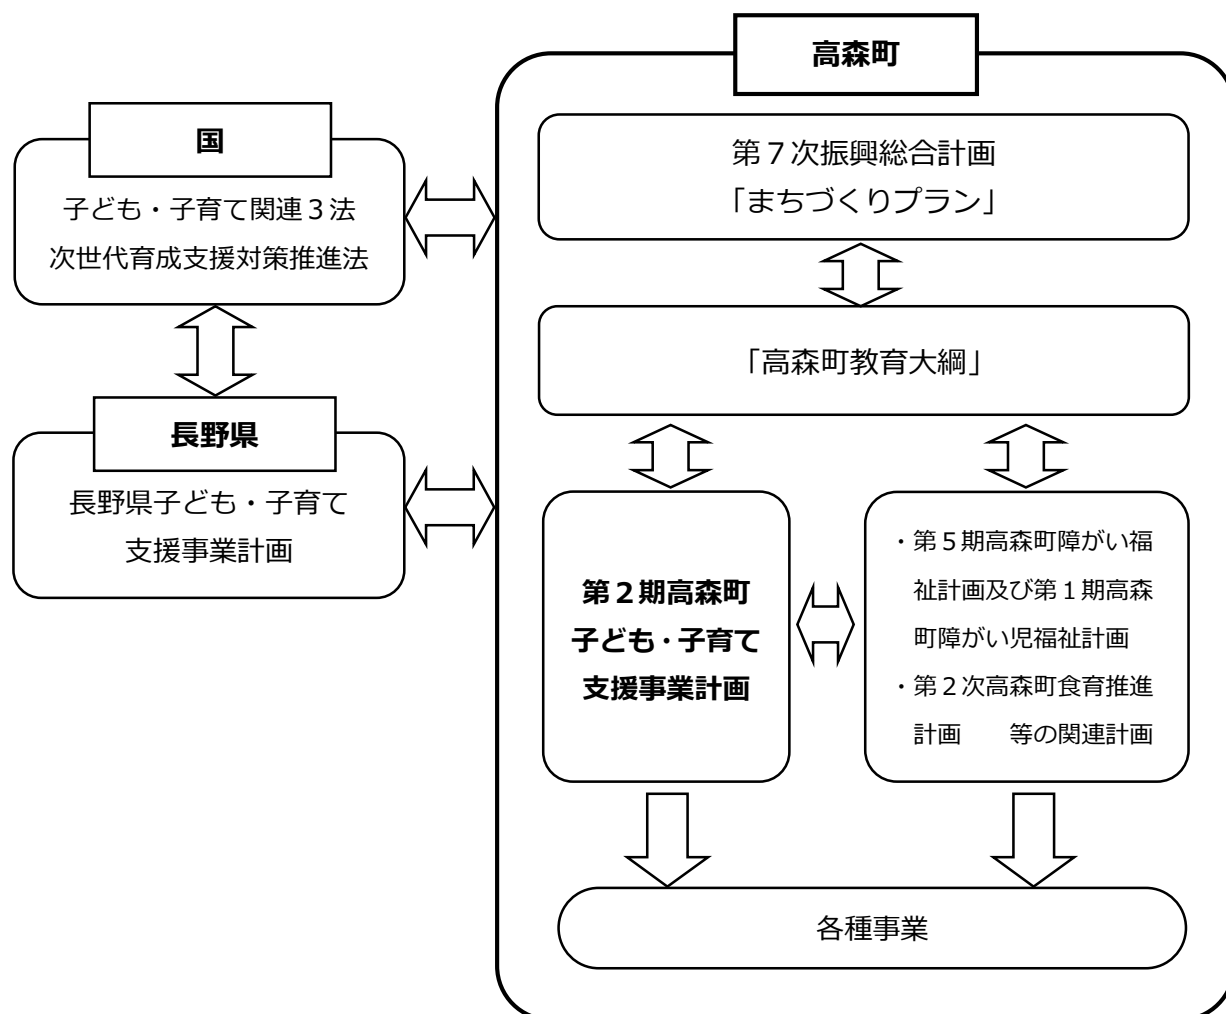 国
子ども・子育て関連３法
次世代育成支援対策推進法
長野県
長野県子ども・子育て
支援事業計画
高森町
第７次振興総合計画
「まちづくりプラン」
「高森町教育大綱」
第２期高森町
子ども・子育て
支援事業計画
・第５期高森町障がい福
祉計画及び第１期高森
町障がい児福祉計画
・第２次高森町食育推進
計画　　等の関連計画
各種事業